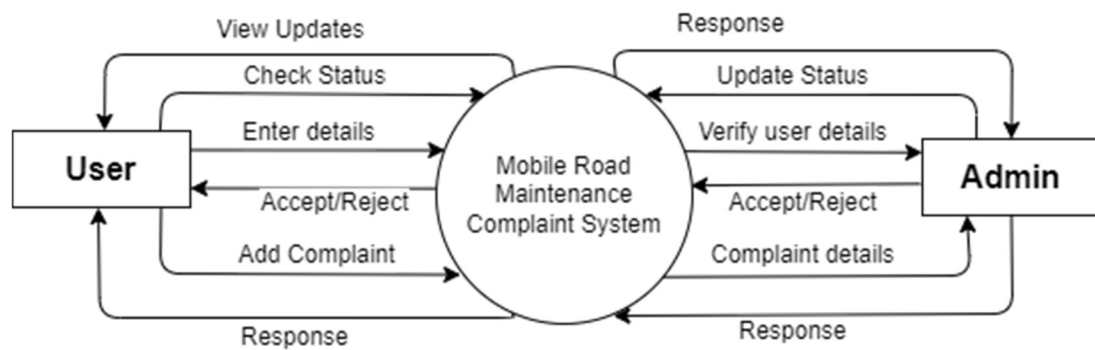 View Updates
Response
Check Status
Update Status
Enter details
Verify user details
User
Mobile Road
Maintenance
Complaint System
Admin
Accept/Reject
Accept/Reject
Add Complaint
Complaint details
Response
Response